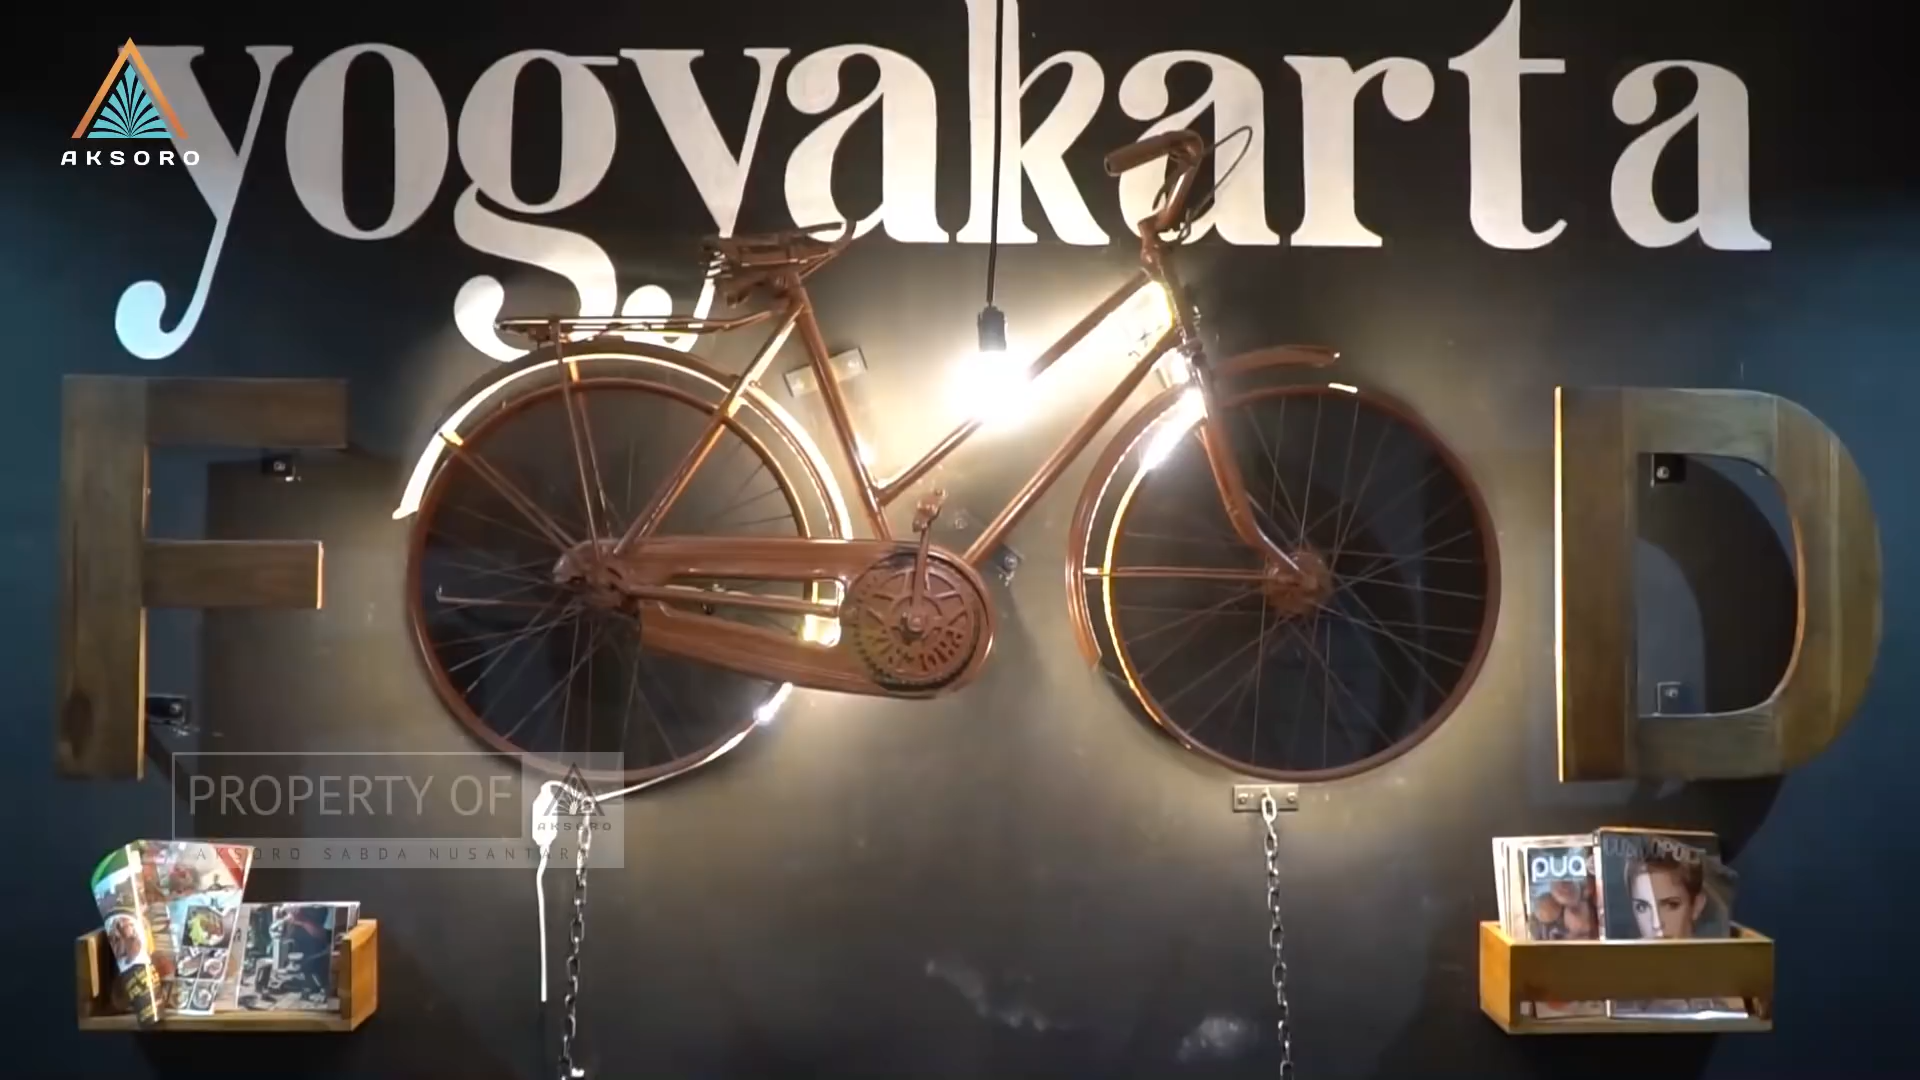 yogyakarta
AKSORO
F D
PROPERTY OF
AKSORO
AKSORO SABDA NUSANTARA
pua